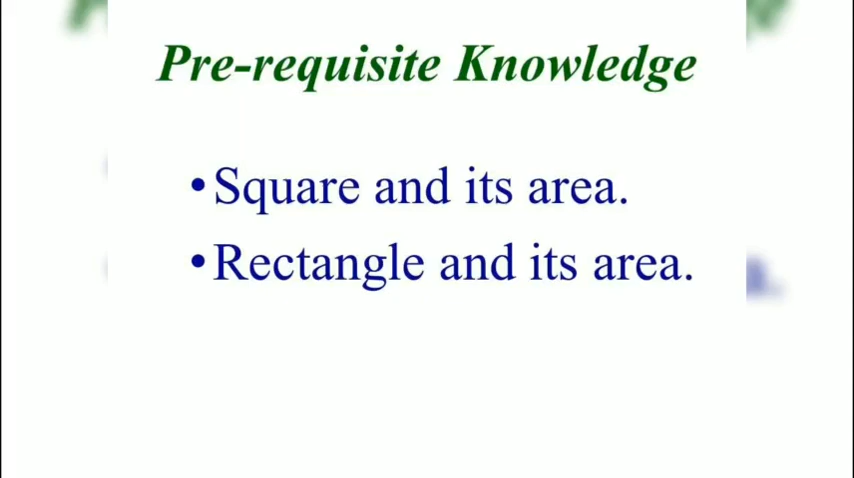 Pre-requisite Knowledge
•Square and its area.
•Rectangle and its area.